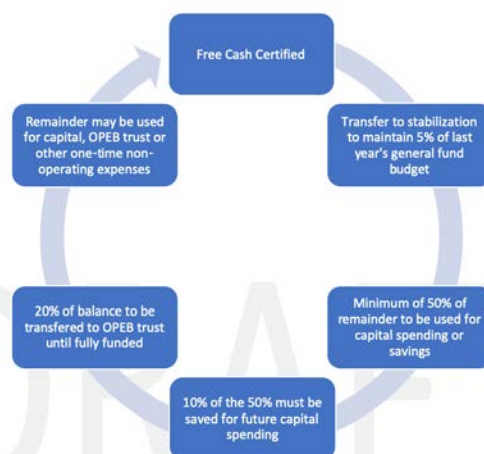 Free Cash Certified
Transfer to stabilization
to maintain 5% of last
year's general fund
budget
Minimum of 50% of
remainder to be used for
capital spending or
savings
10% of the 50% must be
saved for future capital
spending
20% of balance to be
transfered to OPEB trust
until fully funded
Remainder may be used
for capital, OPEB trust or
other one-time non-
operating expenses
DRAF